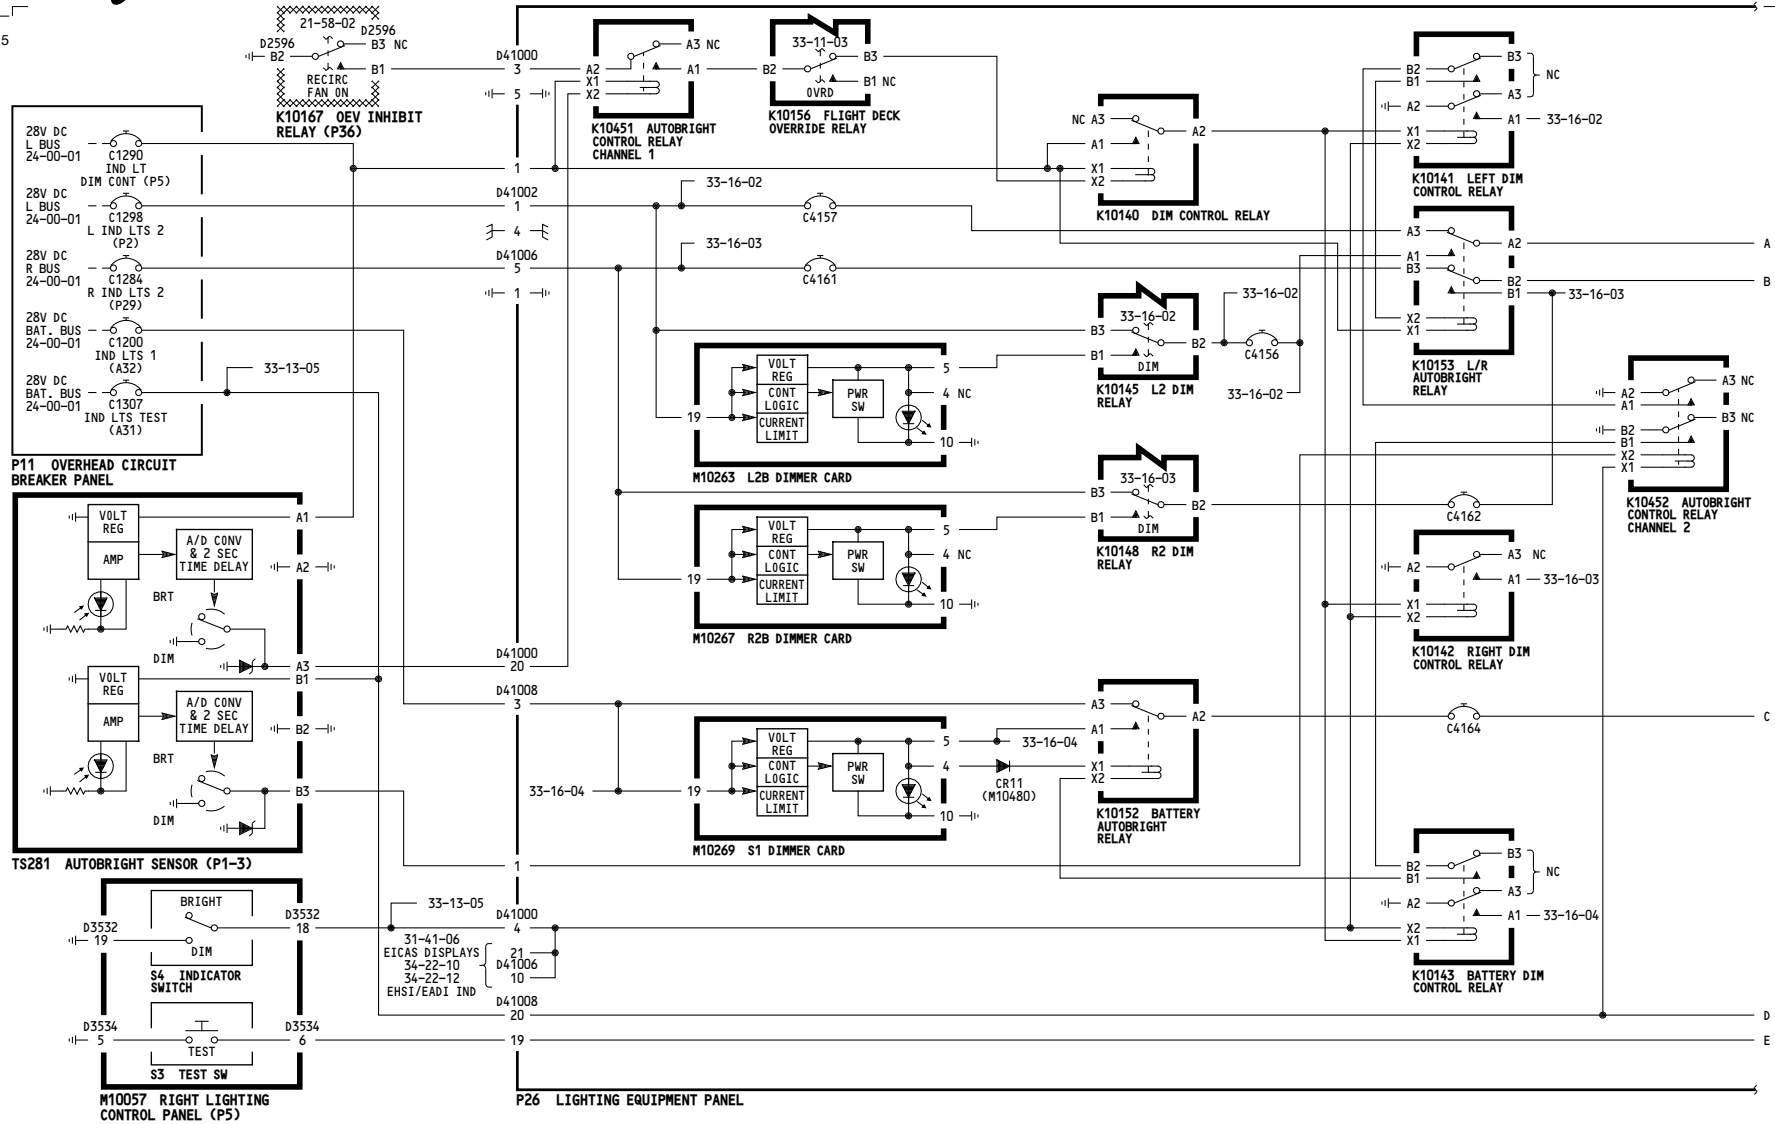 5
21-58-02
D2596
D2596
B2
B3 NC
B1
RECIRC
FAN ON
K10167 OEV INHIBIT
RELAY (P36)
D41000
3
5
A2
X1
X2
A3 NC
A1
K10451 AUTOBRIGHT
CONTROL RELAY
CHANNEL 1
33-11-03
B2
B3
B1 NC
OVRD
K10156 FLIGHT DECK
OVERRIDE RELAY
NC A3
A1
X1
X2
A2
K10140 DIM CONTROL RELAY
B2
B1
A2
X1
X2
B3
NC
A3
A1
33-16-02
K10141 LEFT DIM
CONTROL RELAY
28V DC
L BUS
24-00-01
C1290
IND LT
DIM CONT (P5)
28V DC
L BUS
24-00-01
C1298
L IND LTS 2
(P2)
28V DC
R BUS
24-00-01
C1284
R IND LTS 2
(P29)
28V DC
BAT. BUS
24-00-01
C1200
IND LTS 1
(A32)
28V DC
BAT. BUS
24-00-01
C1307
IND LTS TEST
(A31)
33-13-05
P11 OVERHEAD CIRCUIT
BREAKER PANEL
1
D41002
1
4
D41006
5
1
33-16-02
C4157
33-16-03
C4161
A3
A1
B3
X2
X1
A2
B2
B1
33-16-03
A
B
K10153 L/R
AUTOBRIGHT
RELAY
33-16-02
B3
B1
B2
DIM
K10145 L2 DIM
RELAY
33-16-02
C4156
33-16-02
VOLT
REG
CONT
LOGIC
CURRENT
LIMIT
PWR
SW
19
5
4 NC
10
M10263 L2B DIMMER CARD
33-16-03
B3
B1
B2
DIM
K10148 R2 DIM
RELAY
C4162
A2
A1
B2
B1
X2
X1
A3 NC
B3 NC
K10452 AUTOBRIGHT
CONTROL RELAY
CHANNEL 2
VOLT
REG
CONT
LOGIC
CURRENT
LIMIT
PWR
SW
19
5
4 NC
10
M10267 R2B DIMMER CARD
A2
X1
X2
A3 NC
A1
33-16-03
K10142 RIGHT DIM
CONTROL RELAY
VOLT
REG
AMP
A/D CONV
& 2 SEC
TIME DELAY
BRT
DIM
A1
A2
A3
B1
VOLT
REG
AMP
A/D CONV
& 2 SEC
TIME DELAY
BRT
DIM
B2
B3
TS281 AUTOBRIGHT SENSOR (P1-3)
D41000
20
D41008
3
33-16-04
VOLT
REG
CONT
LOGIC
CURRENT
LIMIT
PWR
SW
19
5
4
10
33-16-04
CR11
(M10480)
M10269 S1 DIMMER CARD
A3
A1
X1
X2
A2
K10152 BATTERY
AUTOBRIGHT
RELAY
C4164
C
1
B2
B1
A2
X2
X1
B3
NC
A3
A1
33-16-04
K10143 BATTERY DIM
CONTROL RELAY
BRIGHT
D3532
19
D3532
18
DIM
S4 INDICATOR
SWITCH
33-13-05
D41000
4
31-41-06
EICAS DISPLAYS
34-22-10
34-22-12
EHSI/EADI IND
21
D41006
10
D41008
20
D
D3534
5
D3534
6
TEST
S3 TEST SW
19
E
M10057 RIGHT LIGHTING
CONTROL PANEL (P5)
P26 LIGHTING EQUIPMENT PANEL